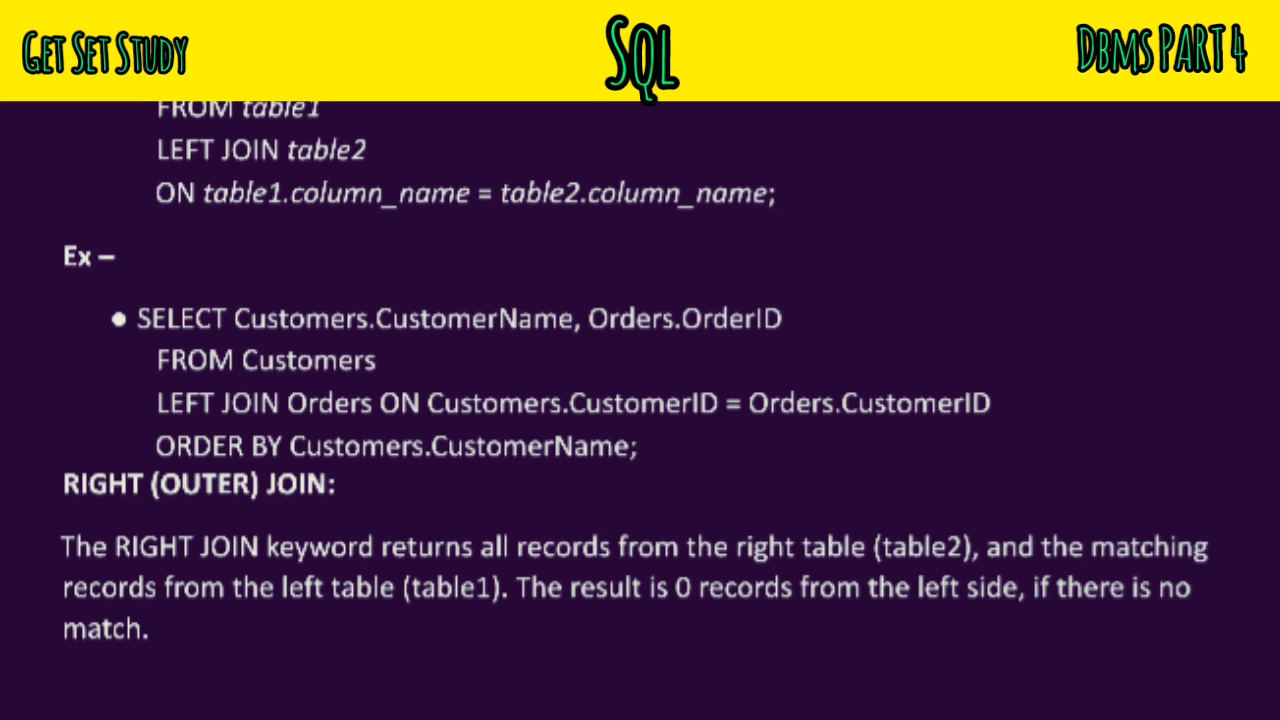 Get Set Study
Sql
Dbms PART 4
FROM table1
LEFT JOIN table2
ON table1.column_name = table2.column_name;
Ex –
● SELECT Customers.CustomerName, Orders.OrderID
FROM Customers
LEFT JOIN Orders ON Customers.CustomerID = Orders.CustomerID
ORDER BY Customers.CustomerName;
RIGHT (OUTER) JOIN:
The RIGHT JOIN keyword returns all records from the right table (table2), and the matching
records from the left table (table1). The result is 0 records from the left side, if there is no
match.